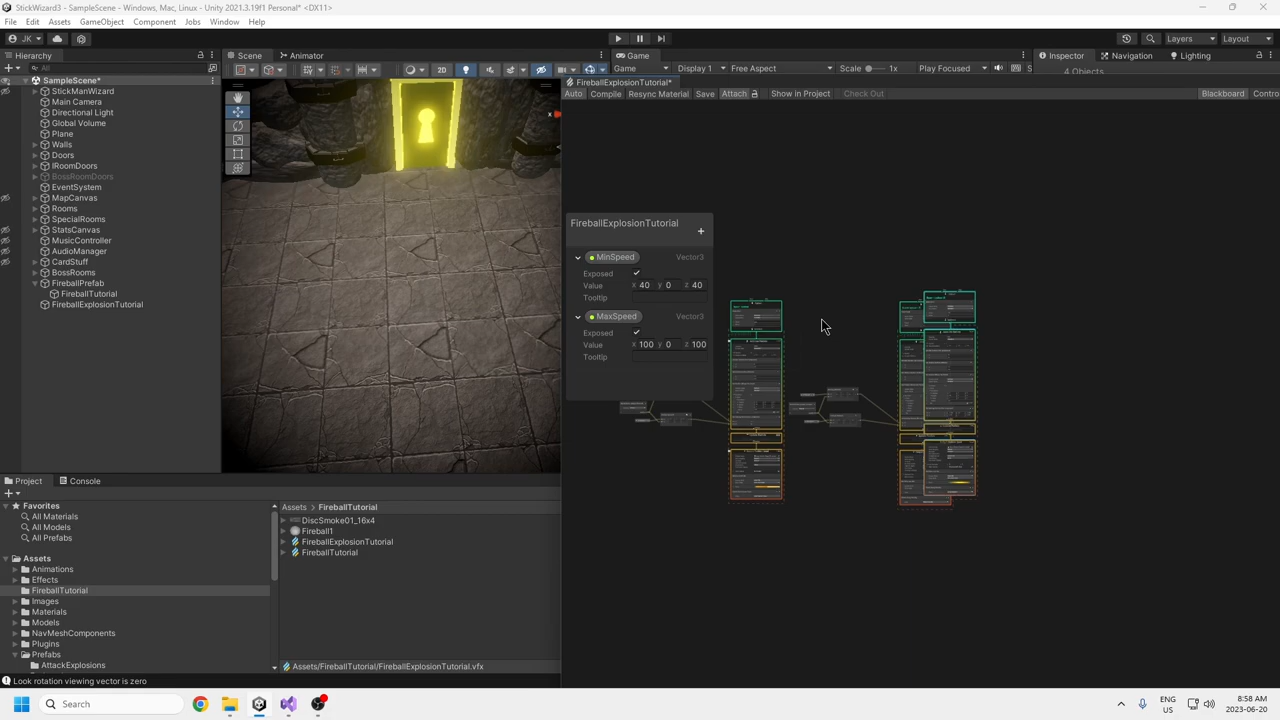 StickWizard3 - SampleScene - Windows, Mac, Linux - Unity 2021.3.19f1 Personal* <DX11>
File Edit Assets GameObject Component Jobs Window Help
JK Layers Layout
Hierarchy Scene Animator Game Inspector Navigation Lighting
All 2D Game Display 1 Free Aspect Scale 1x Play Focused 4 Objects
SampleScene*
FireballExplosionTutorial*
StickManWizard
Auto Compile Resync Material Save Attach Show in Project Check Out Blackboard Contro
Main Camera
Directional Light
Global Volume
Plane
Walls
Doors
IRoomDoors
BossRoomDoors
EventSystem
MapCanvas
Rooms
SpecialRooms
StatsCanvas
MusicController
AudioManager
CardStuff
BossRooms
FireballPrefab
FireballTutorial
FireballExplosionTutorial
FireballExplosionTutorial
+
MinSpeed Vector3
Exposed
Value x 40 y 0 z 40
Tooltip
MaxSpeed Vector3
Exposed
Value x 100 y 0 z 100
Tooltip
Project Console
Favorites
All Materials
All Models
All Prefabs
Assets
Animations
Effects
FireballTutorial
Images
Materials
Models
NavMeshComponents
Plugins
Prefabs
AttackExplosions
Assets > FireballTutorial
DiscSmoke01_16x4
Fireball1
FireballExplosionTutorial
FireballTutorial
Assets/FireballTutorial/FireballExplosionTutorial.vfx
Look rotation viewing vector is zero
Search
ENG
US
8:58 AM
2023-06-20